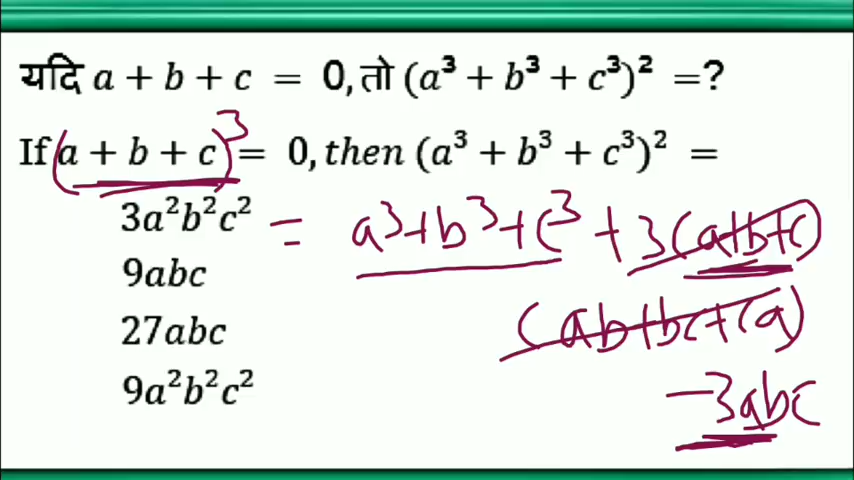 यदि a + b + c = 0, तो (a³ + b³ + c³)² =?
If (a + b + c)³ = 0, then (a³ + b³ + c³)² =
3a²b²c² = a³+b³+c³ + 3(a+b+c)
9abc
(ab+bc+ca)
27abc
9a²b²c² -3abc